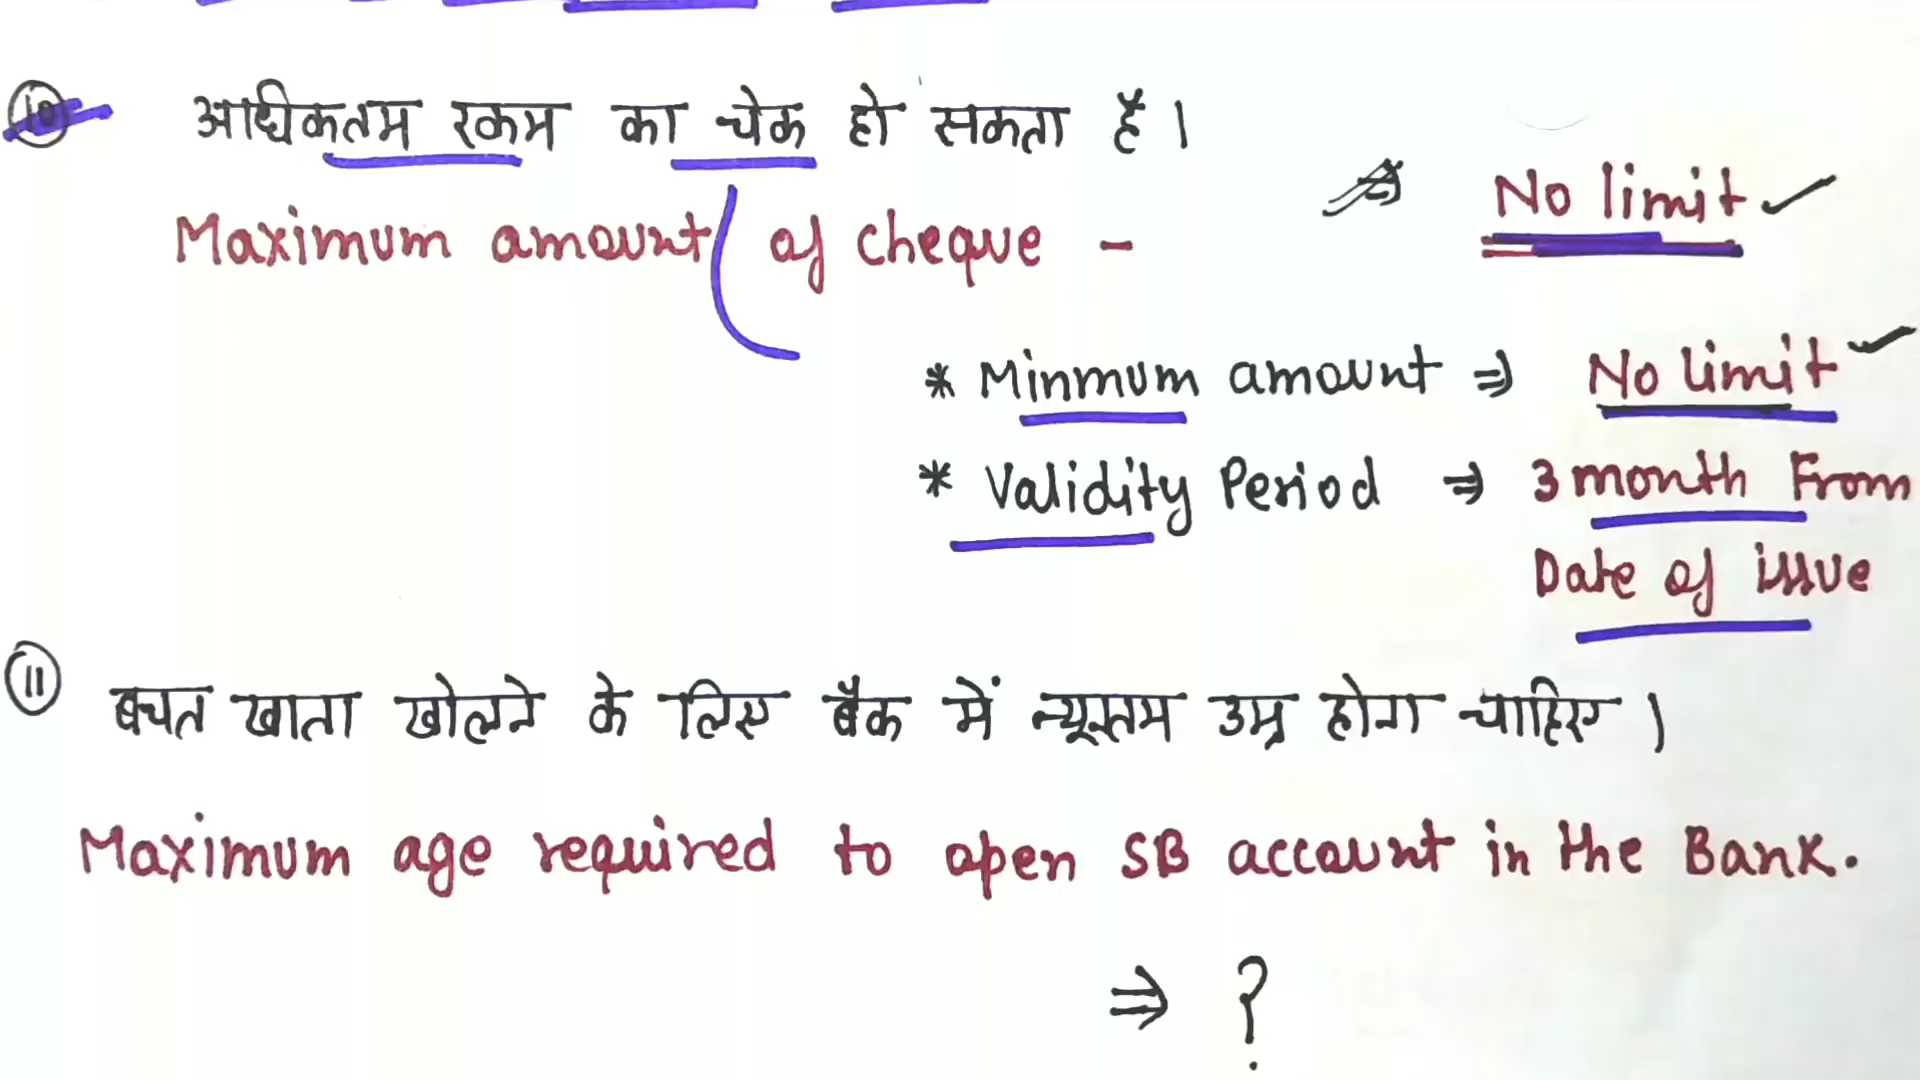 10 अधिकतम रकम का चेक हो सकता है।
Maximum amount of cheque - No limit
* Minmum amount ⇒ No limit
* Validity Period ⇒ 3 month From
Date of issue
11 बचत खाता खोलने के लिए बैंक में न्यूनतम उम्र होना चाहिए।
Maximum age required to open SB account in the Bank.
⇒ ?